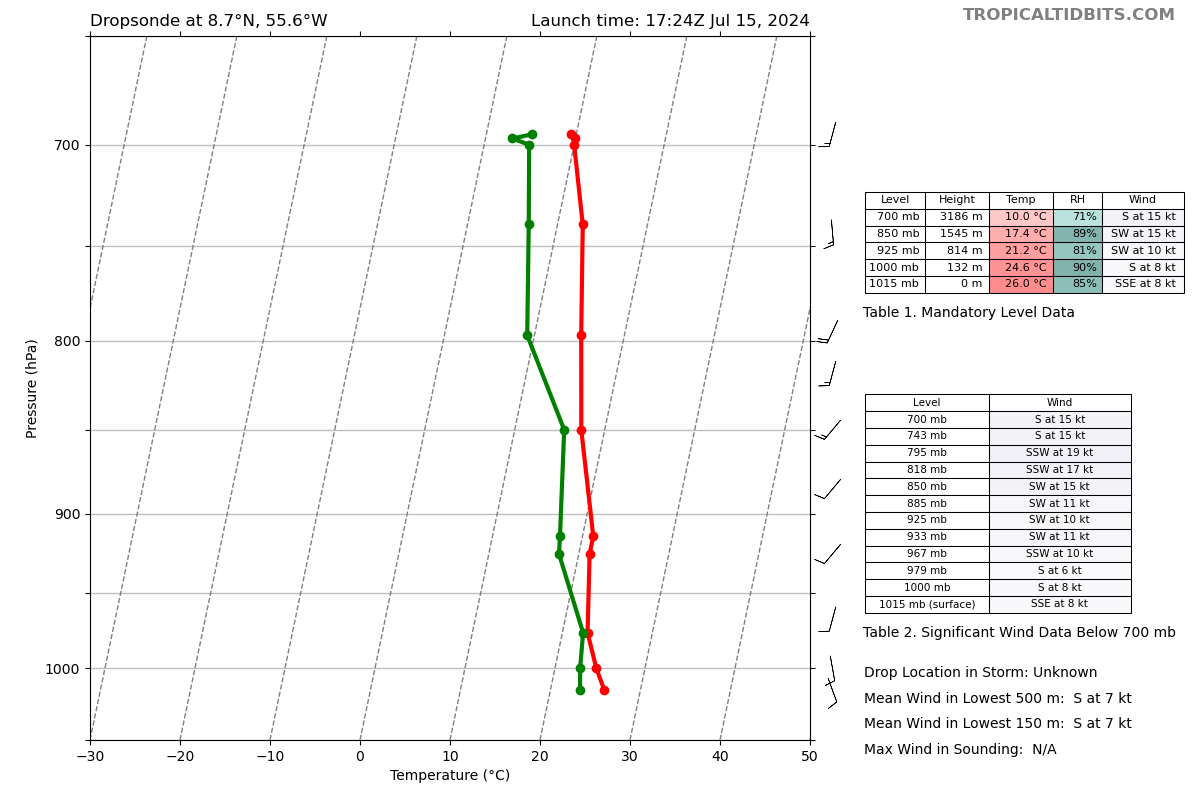 Dropsonde at 8.7°N, 55.6°W
Launch time: 17:24Z Jul 15, 2024
TROPICALTIDBITS.COM
Pressure (hPa)
700
800
900
1000
−30
−20
−10
0
10
20
30
40
50
Temperature (°C)
Level Height Temp RH Wind
700 mb 3186 m 10.0 °C 71% S at 15 kt
850 mb 1545 m 17.4 °C 89% SW at 15 kt
925 mb 814 m 21.2 °C 81% SW at 10 kt
1000 mb 132 m 24.6 °C 90% S at 8 kt
1015 mb 0 m 26.0 °C 85% SSE at 8 kt
Table 1. Mandatory Level Data
Level Wind
700 mb S at 15 kt
743 mb S at 15 kt
795 mb SSW at 19 kt
818 mb SSW at 17 kt
850 mb SW at 15 kt
885 mb SW at 11 kt
925 mb SW at 10 kt
933 mb SW at 11 kt
967 mb SSW at 10 kt
979 mb S at 6 kt
1000 mb S at 8 kt
1015 mb (surface) SSE at 8 kt
Table 2. Significant Wind Data Below 700 mb
Drop Location in Storm: Unknown
Mean Wind in Lowest 500 m: S at 7 kt
Mean Wind in Lowest 150 m: S at 7 kt
Max Wind in Sounding: N/A